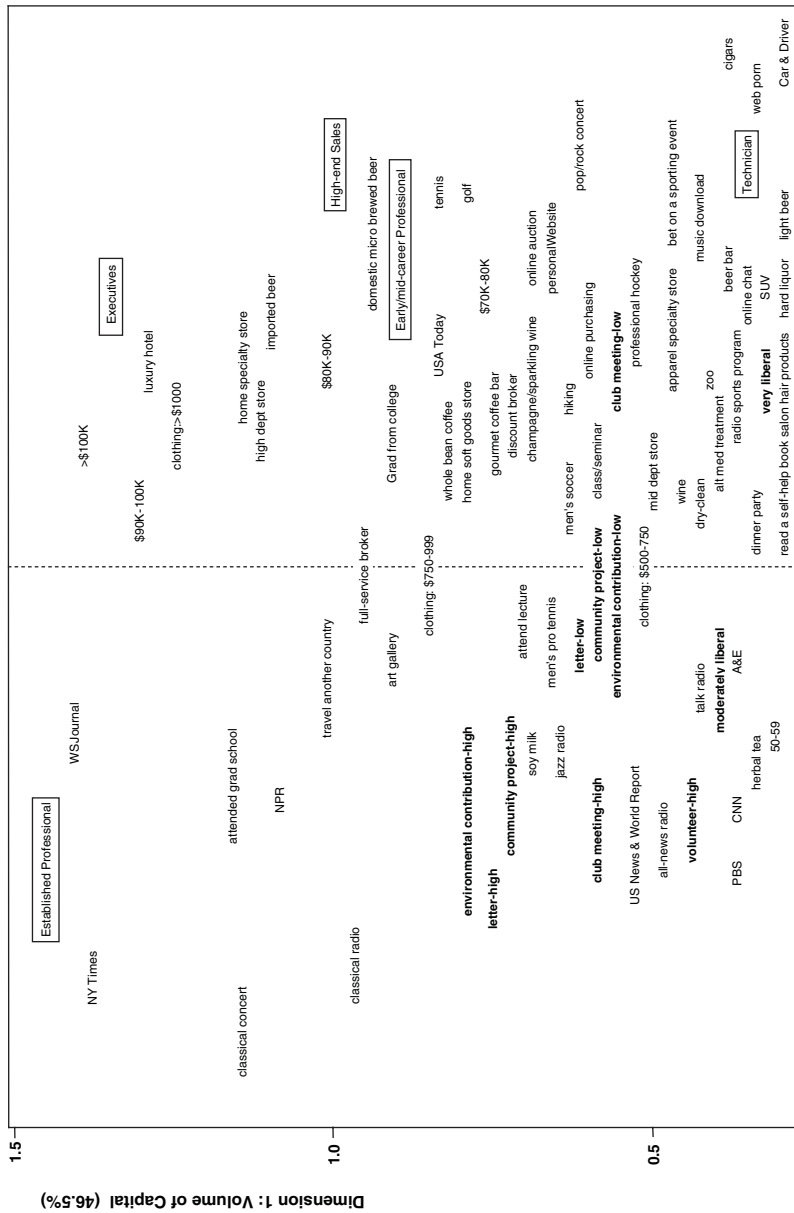 Dimension 1: Volume of Capital (46.5%)
1.5
Established Professional
WSJournal
>$100K
NY Times
Executives
$90K-100K
luxury hotel
clothing:>$1000
attended grad school
classical concert
home specialty store
high dept store
imported beer
NPR
1.0
travel another country
$80K-90K
High-end Sales
classical radio
full-service broker
domestic micro brewed beer
art gallery
Grad from college
Early/mid-career Professional
clothing: $750-999
USA Today
tennis
whole bean coffee
environmental contribution-high
home soft goods store
golf
$70K-80K
letter-high
gourmet coffee bar
community project-high
discount broker
attend lecture
soy milk
champagne/sparkling wine
online auction
men's pro tennis
personalWebsite
jazz radio
men's soccer
hiking
letter-low
pop/rock concert
online purchasing
club meeting-high
community project-low
class/seminar
environmental contribution-low
club meeting-low
US News & World Report
professional hockey
clothing: $500-750
mid dept store
0.5
all-news radio
apparel specialty store
bet on a sporting event
wine
volunteer-high
talk radio
dry-clean
music download
zoo
moderately liberal
alt med treatment
beer bar
cigars
PBS
CNN
A&E
radio sports program
online chat
Technician
herbal tea
dinner party
web porn
very liberal
SUV
50-59
read a self-help book
salon hair products
hard liquor
light beer
Car & Driver